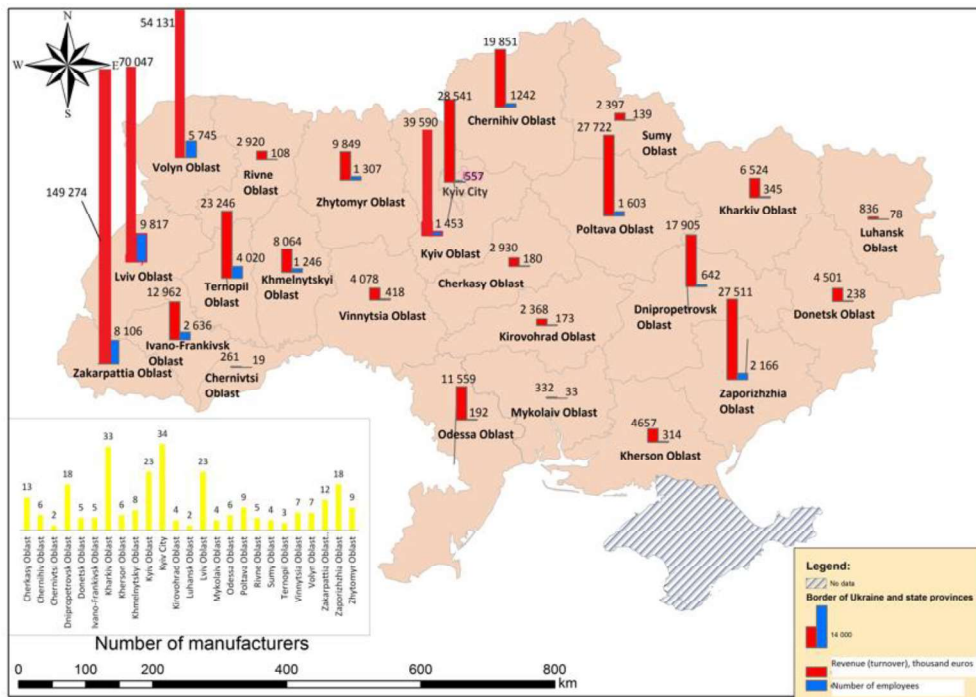 N
W E
S
54 131
70 047
149 274
5 745
Volyn Oblast
9 817
Lviv Oblast
8 106
Zakarpattia Oblast
2 920
108
Rivne
Oblast
23 246
4 020
Ternopil
Oblast
12 962
2 636
Ivano-Frankivsk
Oblast
8 064
1 246
Khmelnytskyi
Oblast
261
19
Chernivtsi
Oblast
9 849
1 307
Zhytomyr Oblast
4 078
418
Vinnytsia Oblast
39 590
1 453
Kyiv Oblast
28 541
557
Kyiv City
19 851
1242
Chernihiv Oblast
2 397
139
Sumy
Oblast
27 722
1 603
Poltava Oblast
2 930
180
Cherkasy Oblast
2 368
173
Kirovohrad Oblast
6 524
345
Kharkiv Oblast
836
78
Luhansk
Oblast
17 905
642
Dnipropetrovsk
Oblast
4 501
238
Donetsk Oblast
27 511
2 166
Zaporizhzhia
Oblast
11 559
192
Odessa Oblast
332
33
Mykolaiv Oblast
4657
314
Kherson Oblast
13 6 2 18 5 5 33 6 8 23 34 4 2 23 4 6 9 5 4 3 7 7 12 18 9
Cherkasy Oblast
Chernihiv Oblast
Chernivtsi Oblast
Dnipropetrovsk Oblast
Donetsk Oblast
Ivano-Frankivsk Oblast
Kharkiv Oblast
Kherson Oblast
Khmelnytsky Oblast
Kyiv Oblast
Kyiv City
Kirovohrad Oblast
Luhansk Oblast
Lviv Oblast
Mykolaiv Oblast
Odessa Oblast
Poltava Oblast
Rivne Oblast
Sumy Oblast
Ternopil Oblast
Vinnytsia Oblast
Volyn Oblast
Zakarpattia Oblast
Zaporizhzhia Oblast
Zhytomyr Oblast
Number of manufacturers
0 100 200 400 600 800
km
Legend:
No data
Border of Ukraine and state provinces
14 000
Revenue (turnover), thousand euros
Number of employees